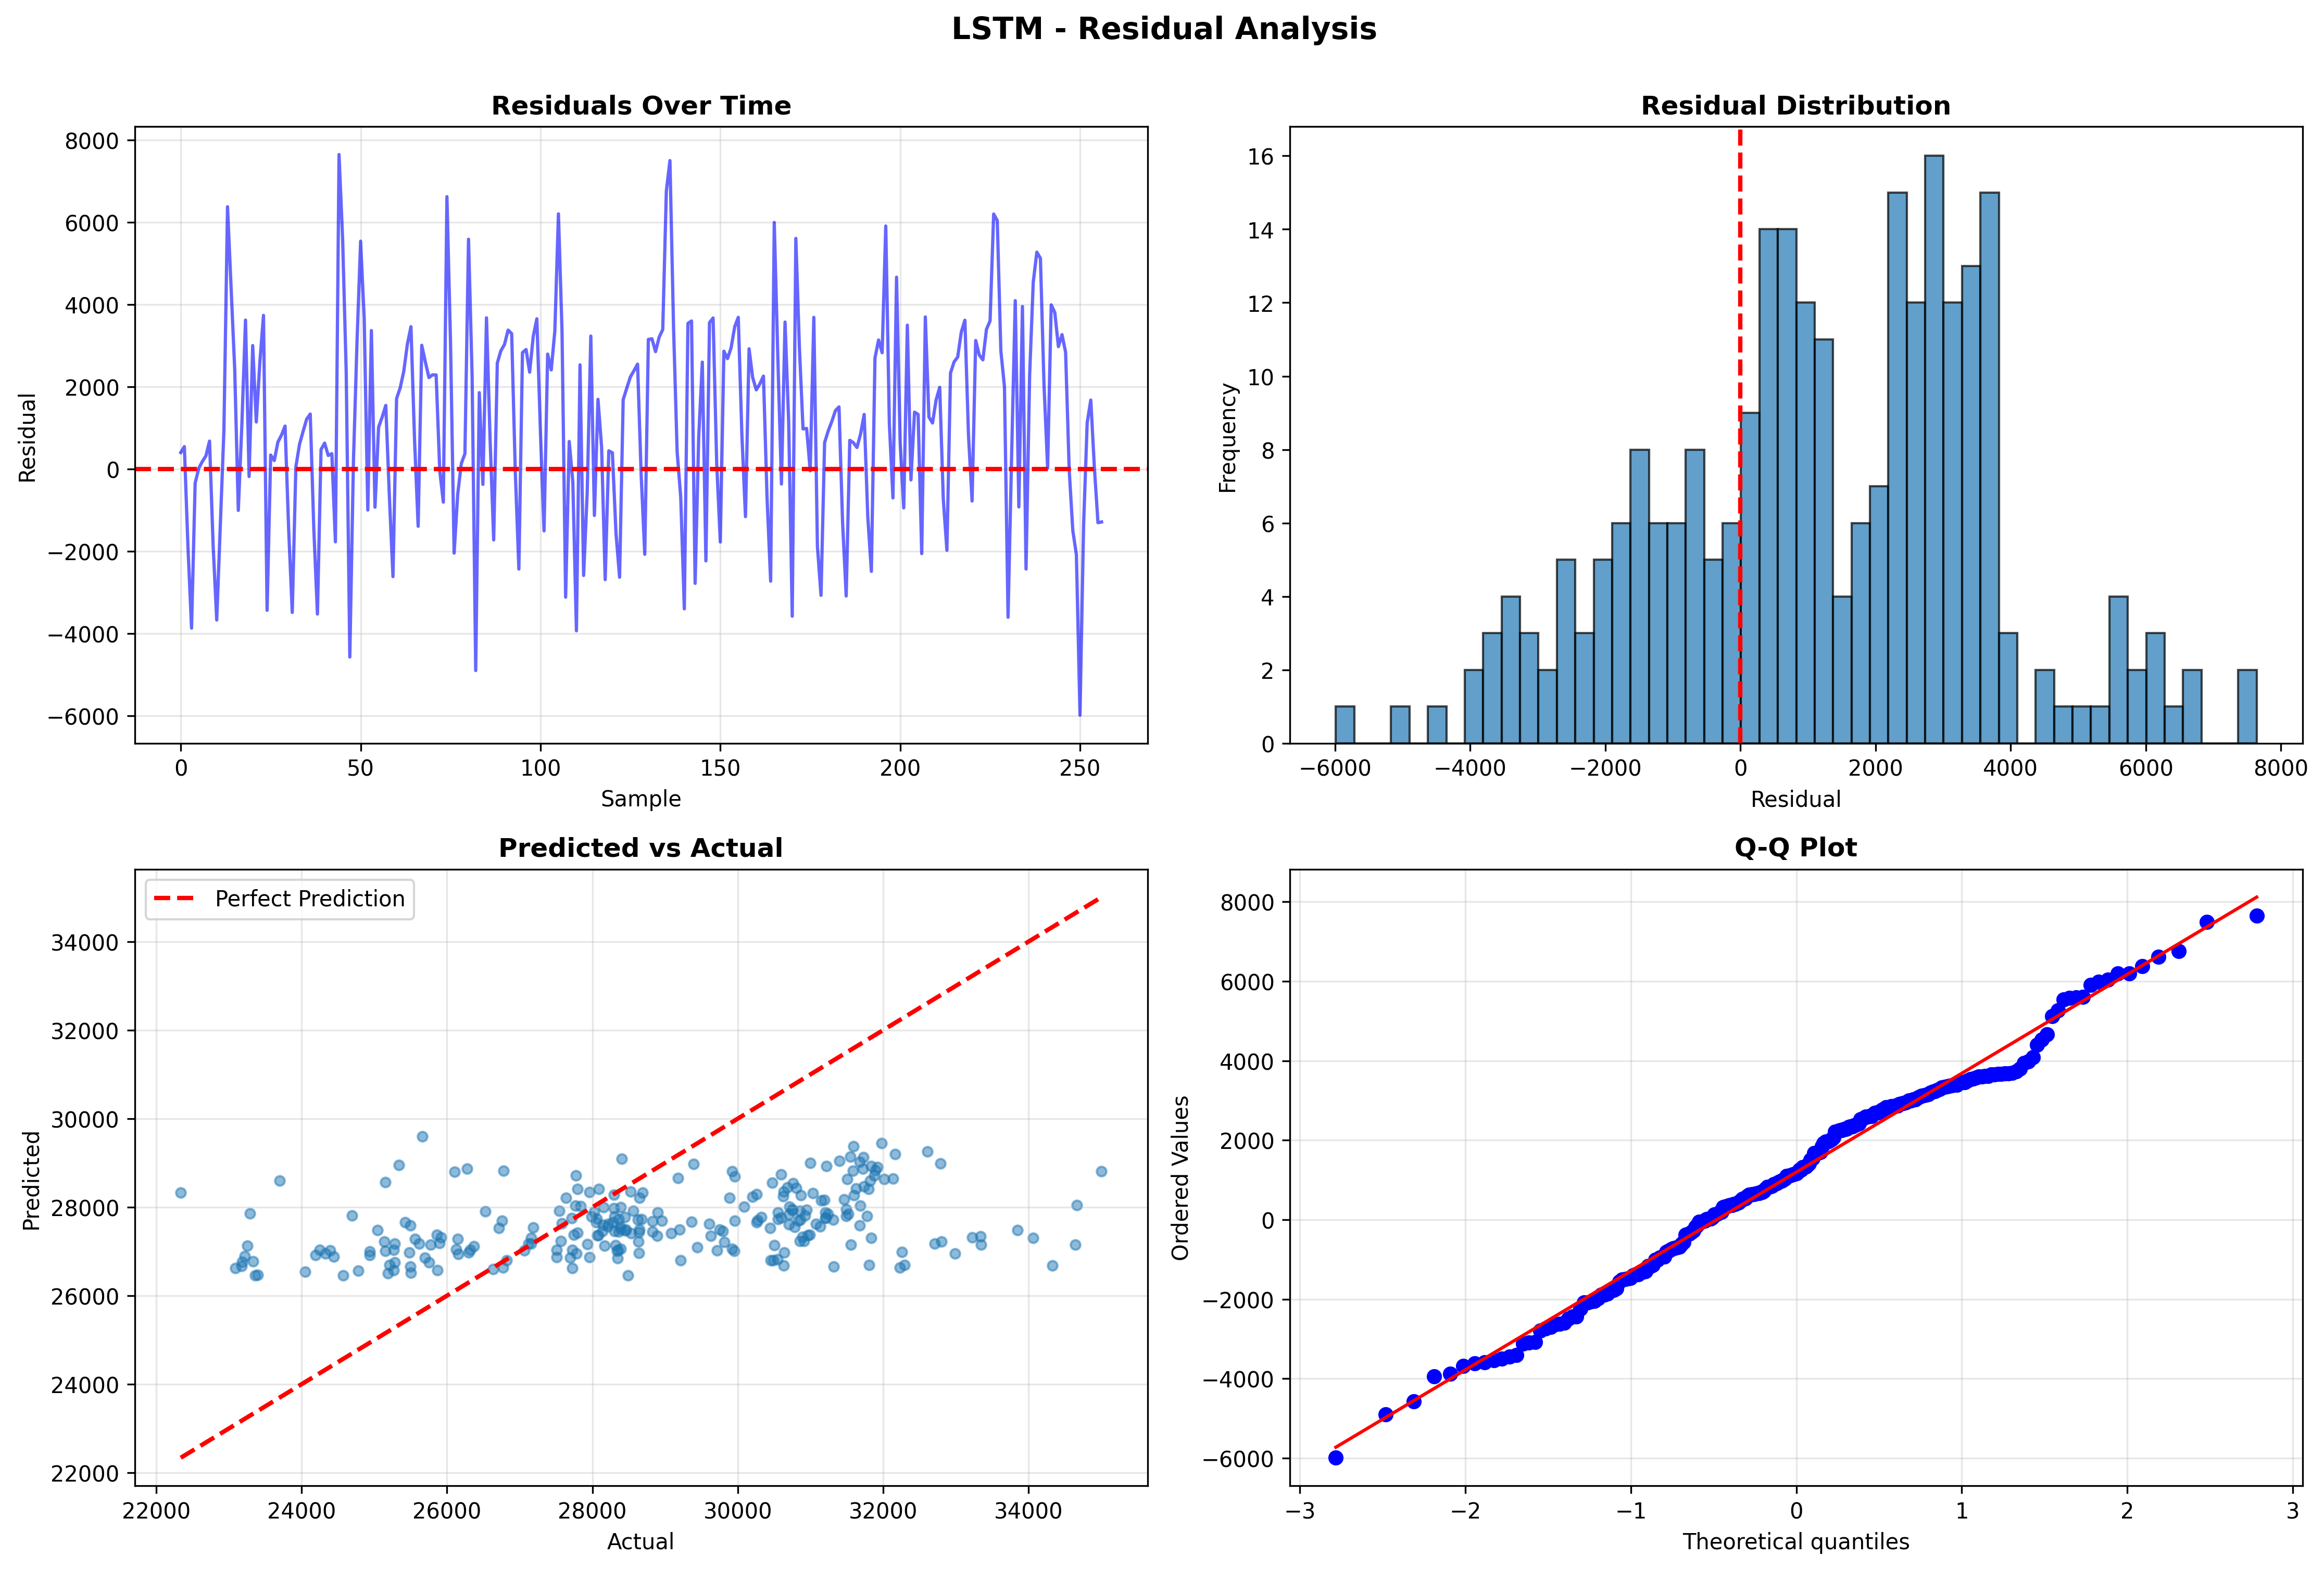 LSTM - Residual Analysis
Residuals Over Time
8000
6000
4000
2000
0
−2000
−4000
−6000
Residual
0 50 100 150 200 250
Sample
Residual Distribution
16
14
12
10
8
6
4
2
0
Frequency
−6000 −4000 −2000 0 2000 4000 6000 8000
Residual
Predicted vs Actual
Perfect Prediction
34000
32000
30000
28000
26000
24000
22000
Predicted
22000 24000 26000 28000 30000 32000 34000
Actual
Q-Q Plot
8000
6000
4000
2000
0
−2000
−4000
−6000
Ordered Values
−3 −2 −1 0 1 2 3
Theoretical quantiles